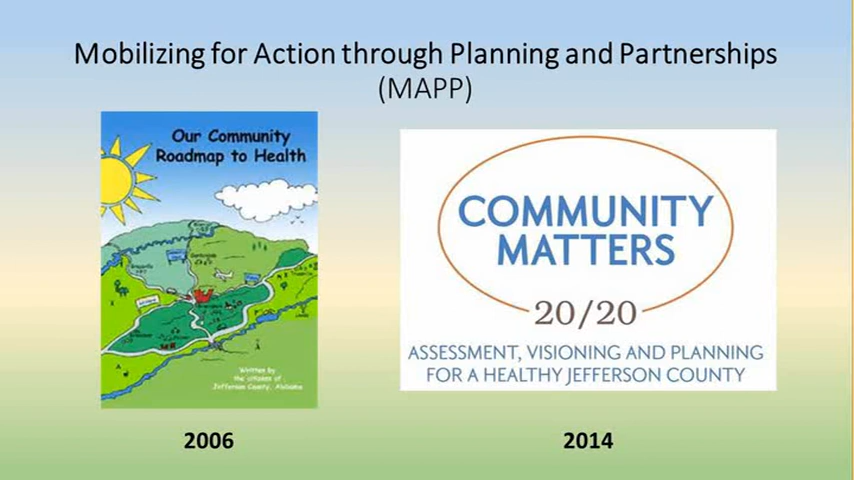 Mobilizing for Action through Planning and Partnerships
(MAPP)
Our Community
Roadmap to Health
Written by
the citizens of
Jefferson County, Alabama
COMMUNITY
MATTERS
20/20
ASSESSMENT, VISIONING AND PLANNING
FOR A HEALTHY JEFFERSON COUNTY
2006
2014